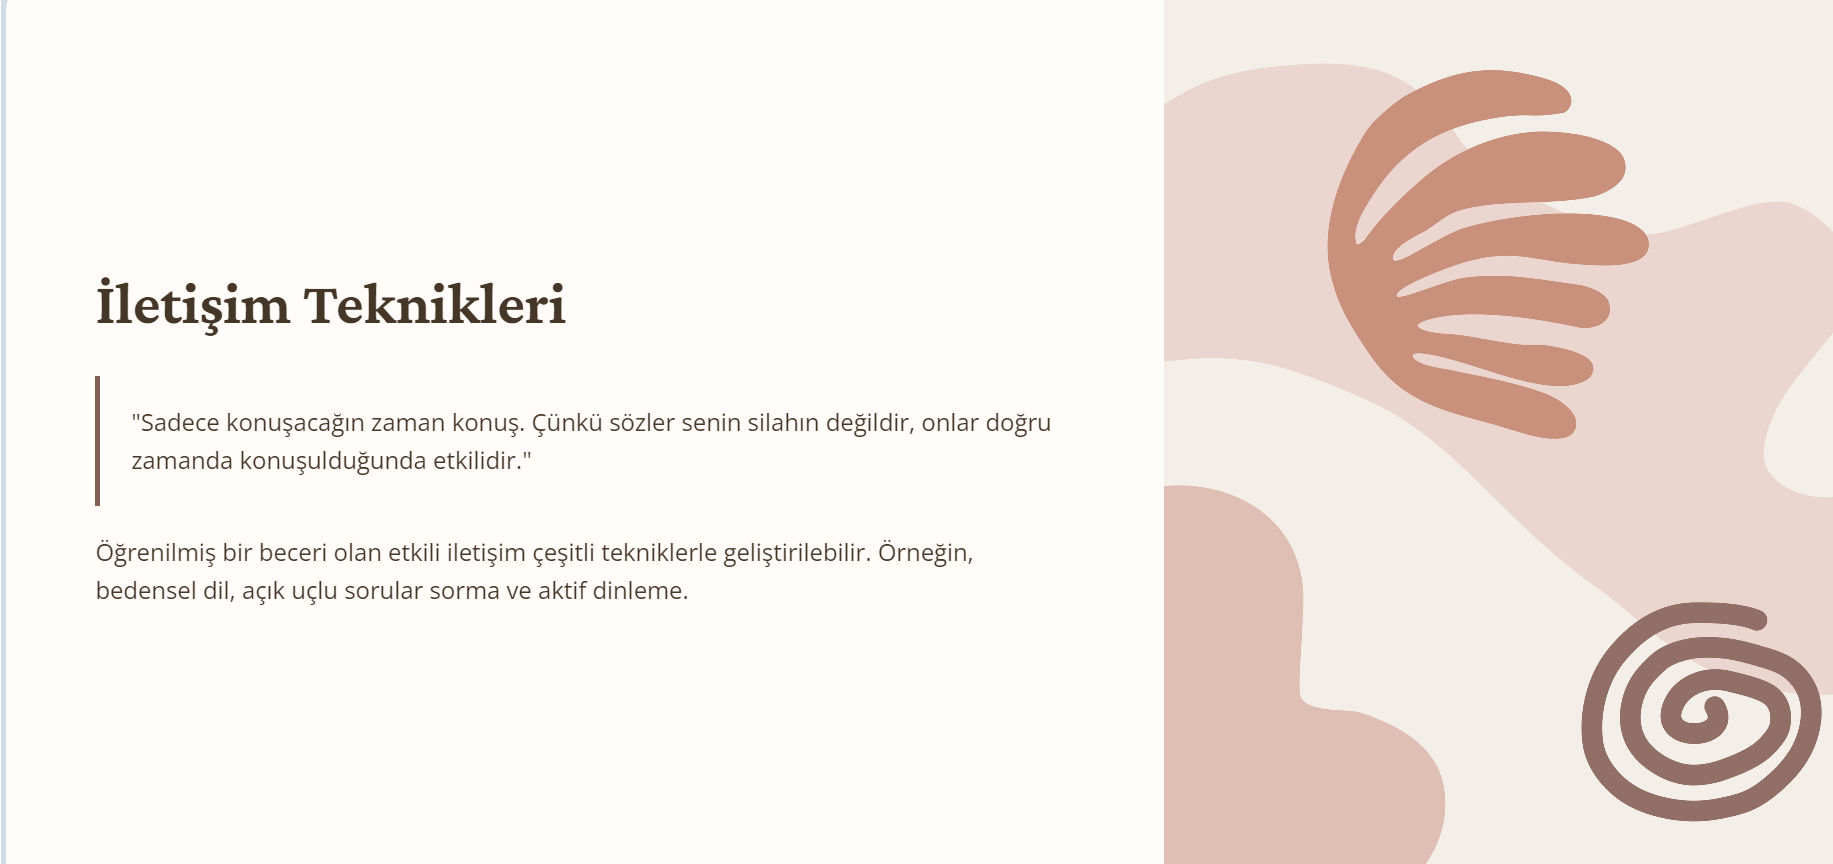 İletişim Teknikleri
"Sadece konuşacağın zaman konuş. Çünkü sözler senin silahın değildir, onlar doğru
zamanda konuşulduğunda etkilidir."
Öğrenilmiş bir beceri olan etkili iletişim çeşitli tekniklerle geliştirilebilir. Örneğin,
bedensel dil, açık uçlu sorular sorma ve aktif dinleme.